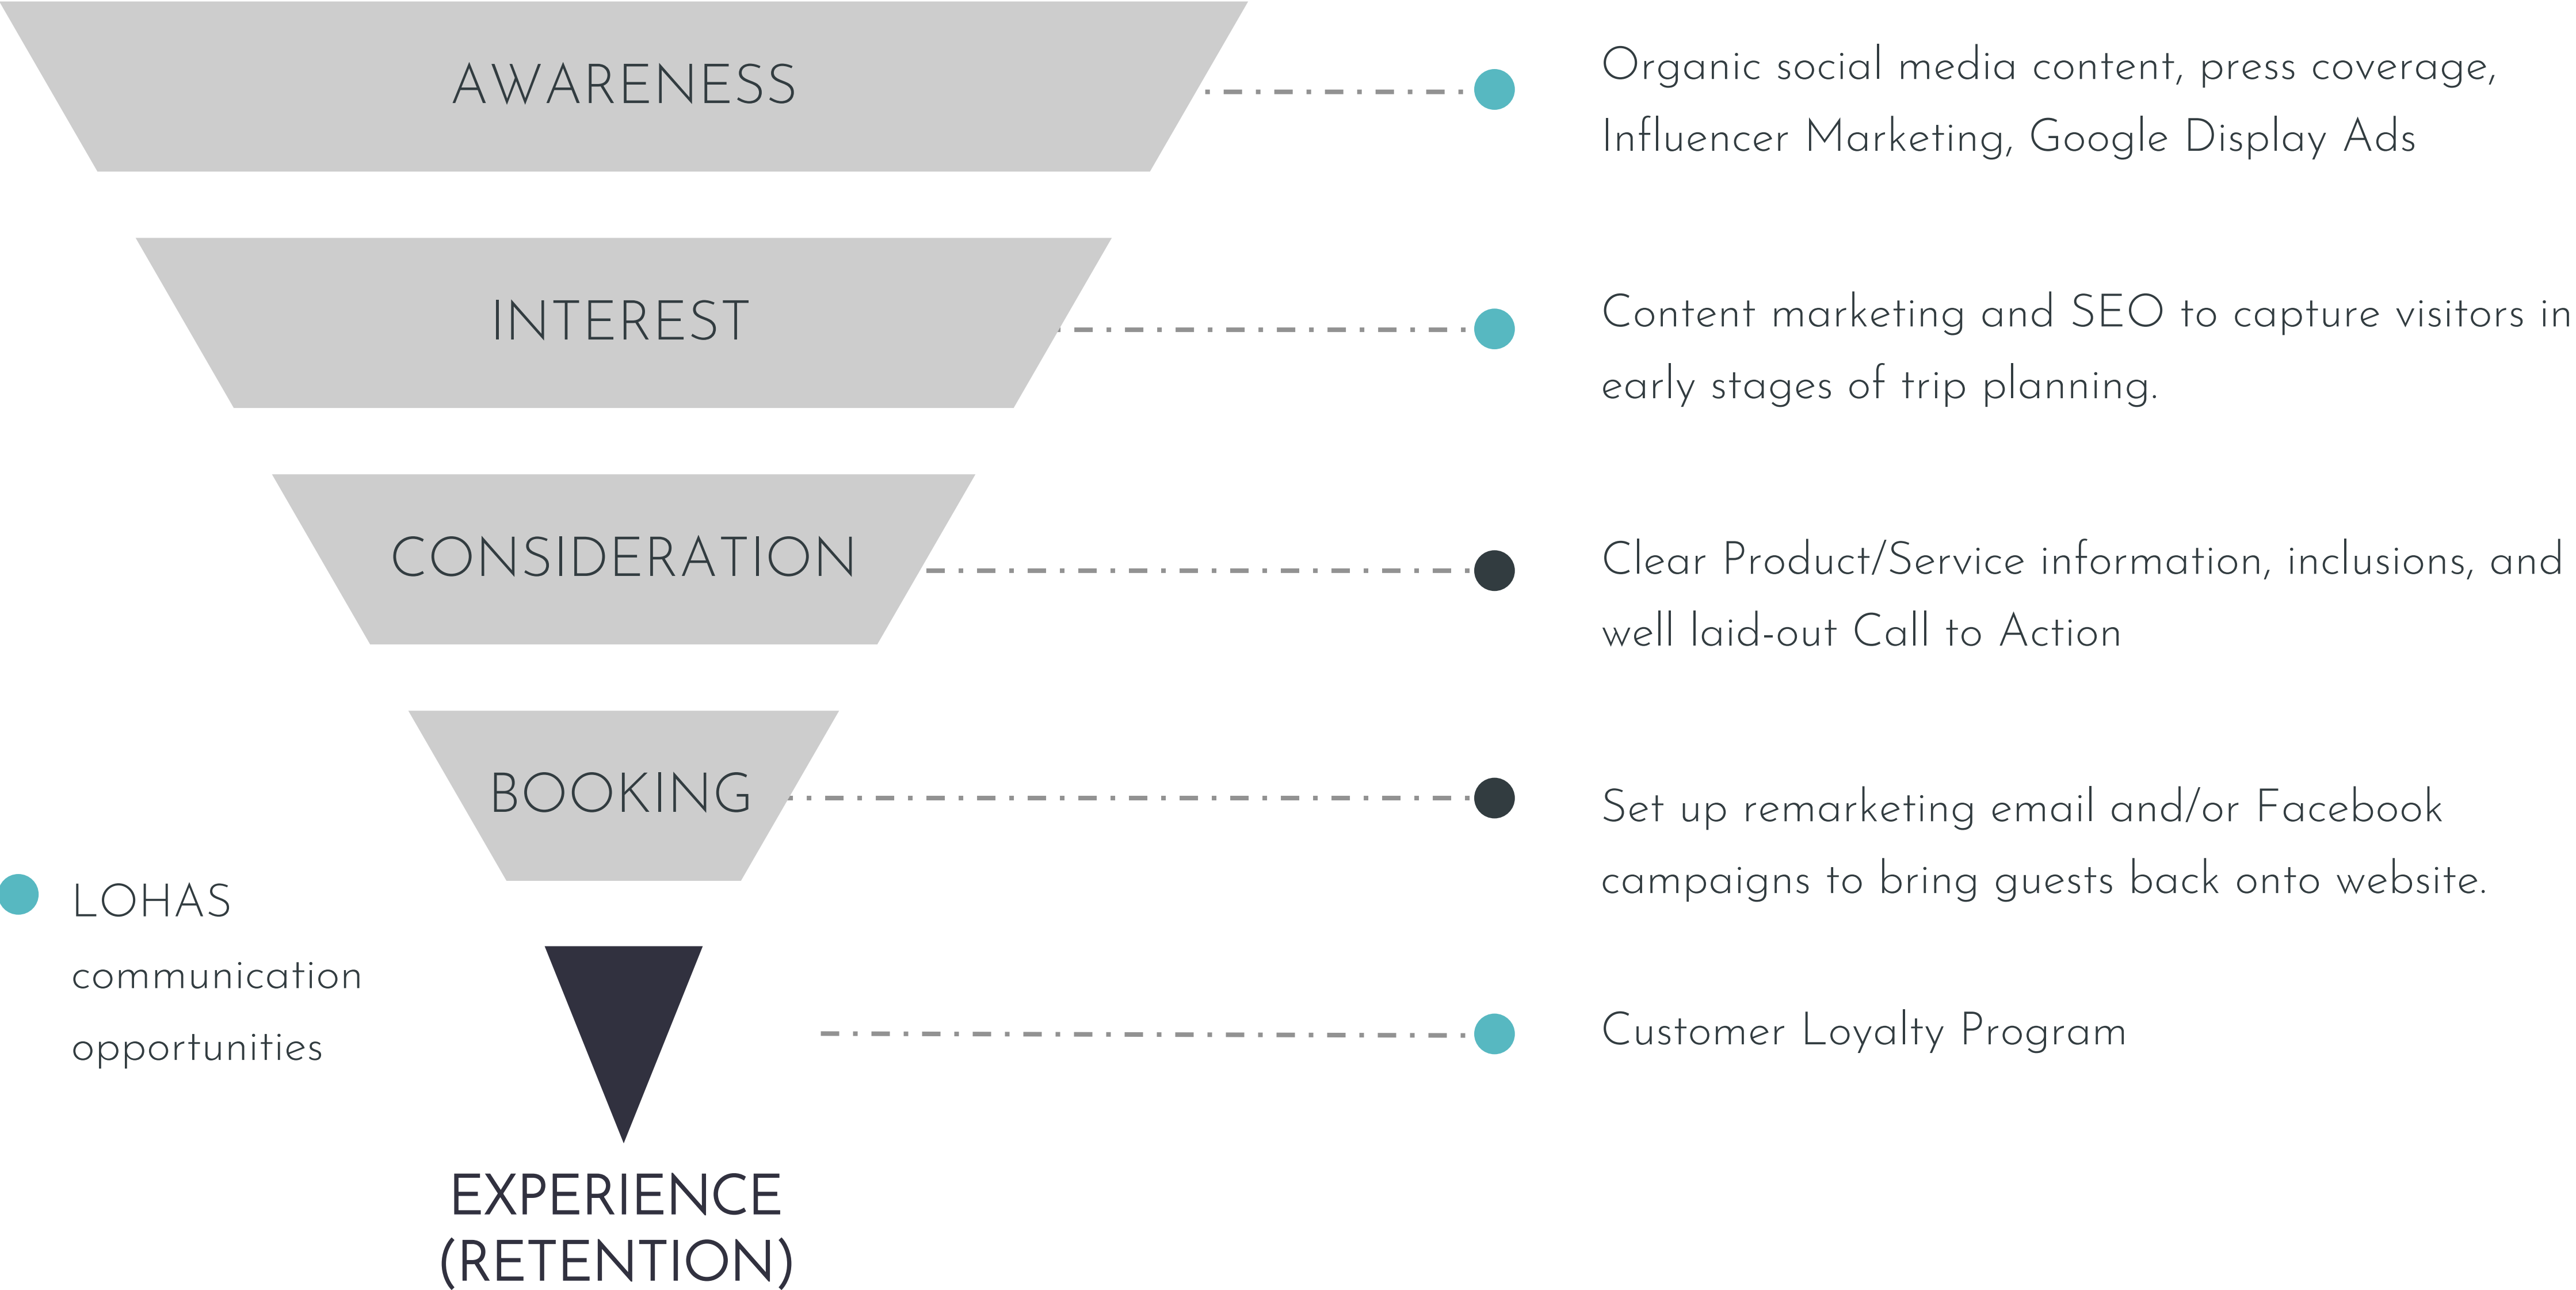 AWARENESS
Organic social media content, press coverage,
Influencer Marketing, Google Display Ads
INTEREST
Content marketing and SEO to capture visitors in
early stages of trip planning.
CONSIDERATION
Clear Product/Service information, inclusions, and
well laid-out Call to Action
BOOKING
Set up remarketing email and/or Facebook
campaigns to bring guests back onto website.
LOHAS
communication
opportunities
Customer Loyalty Program
EXPERIENCE
(RETENTION)